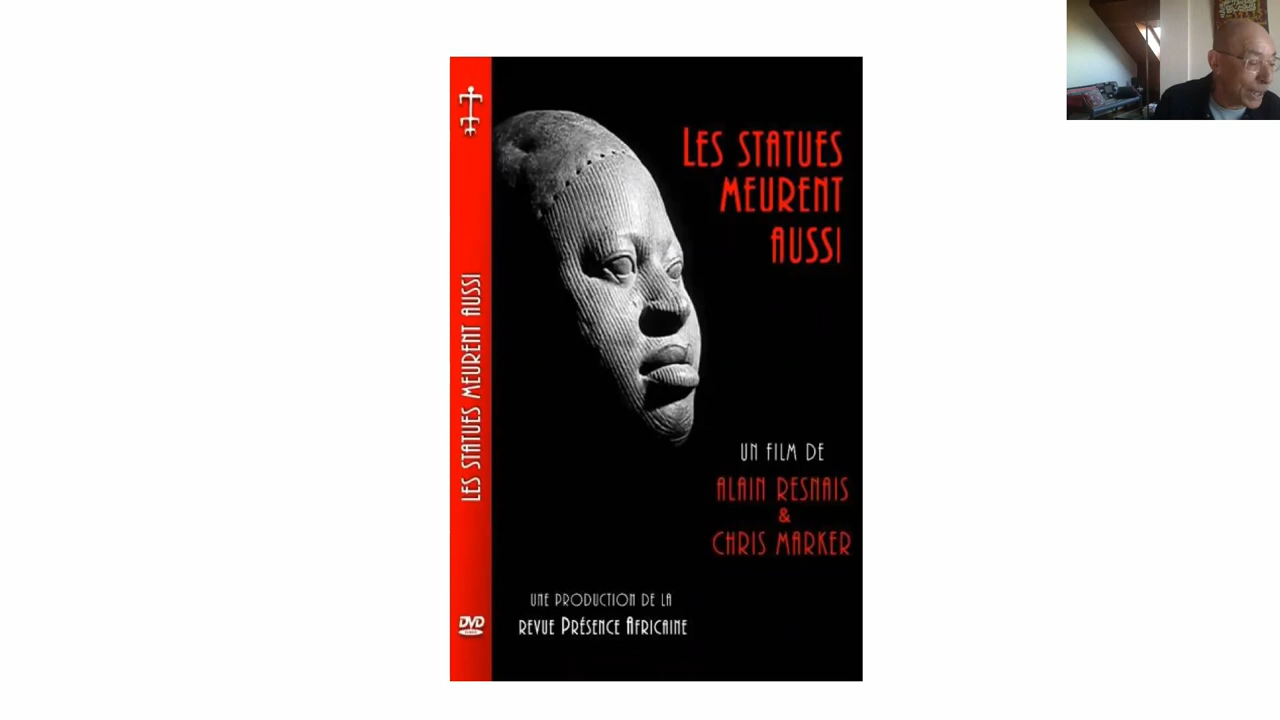 LES STATUES MEURENT AUSSI
DVD
VIDEO
LES STATUES
MEURENT
AUSSI
UN FILM DE
ALAIN RESNAIS
&
CHRIS MARKER
UNE PRODUCTION DE LA
REVUE PRÉSENCE AFRICAINE